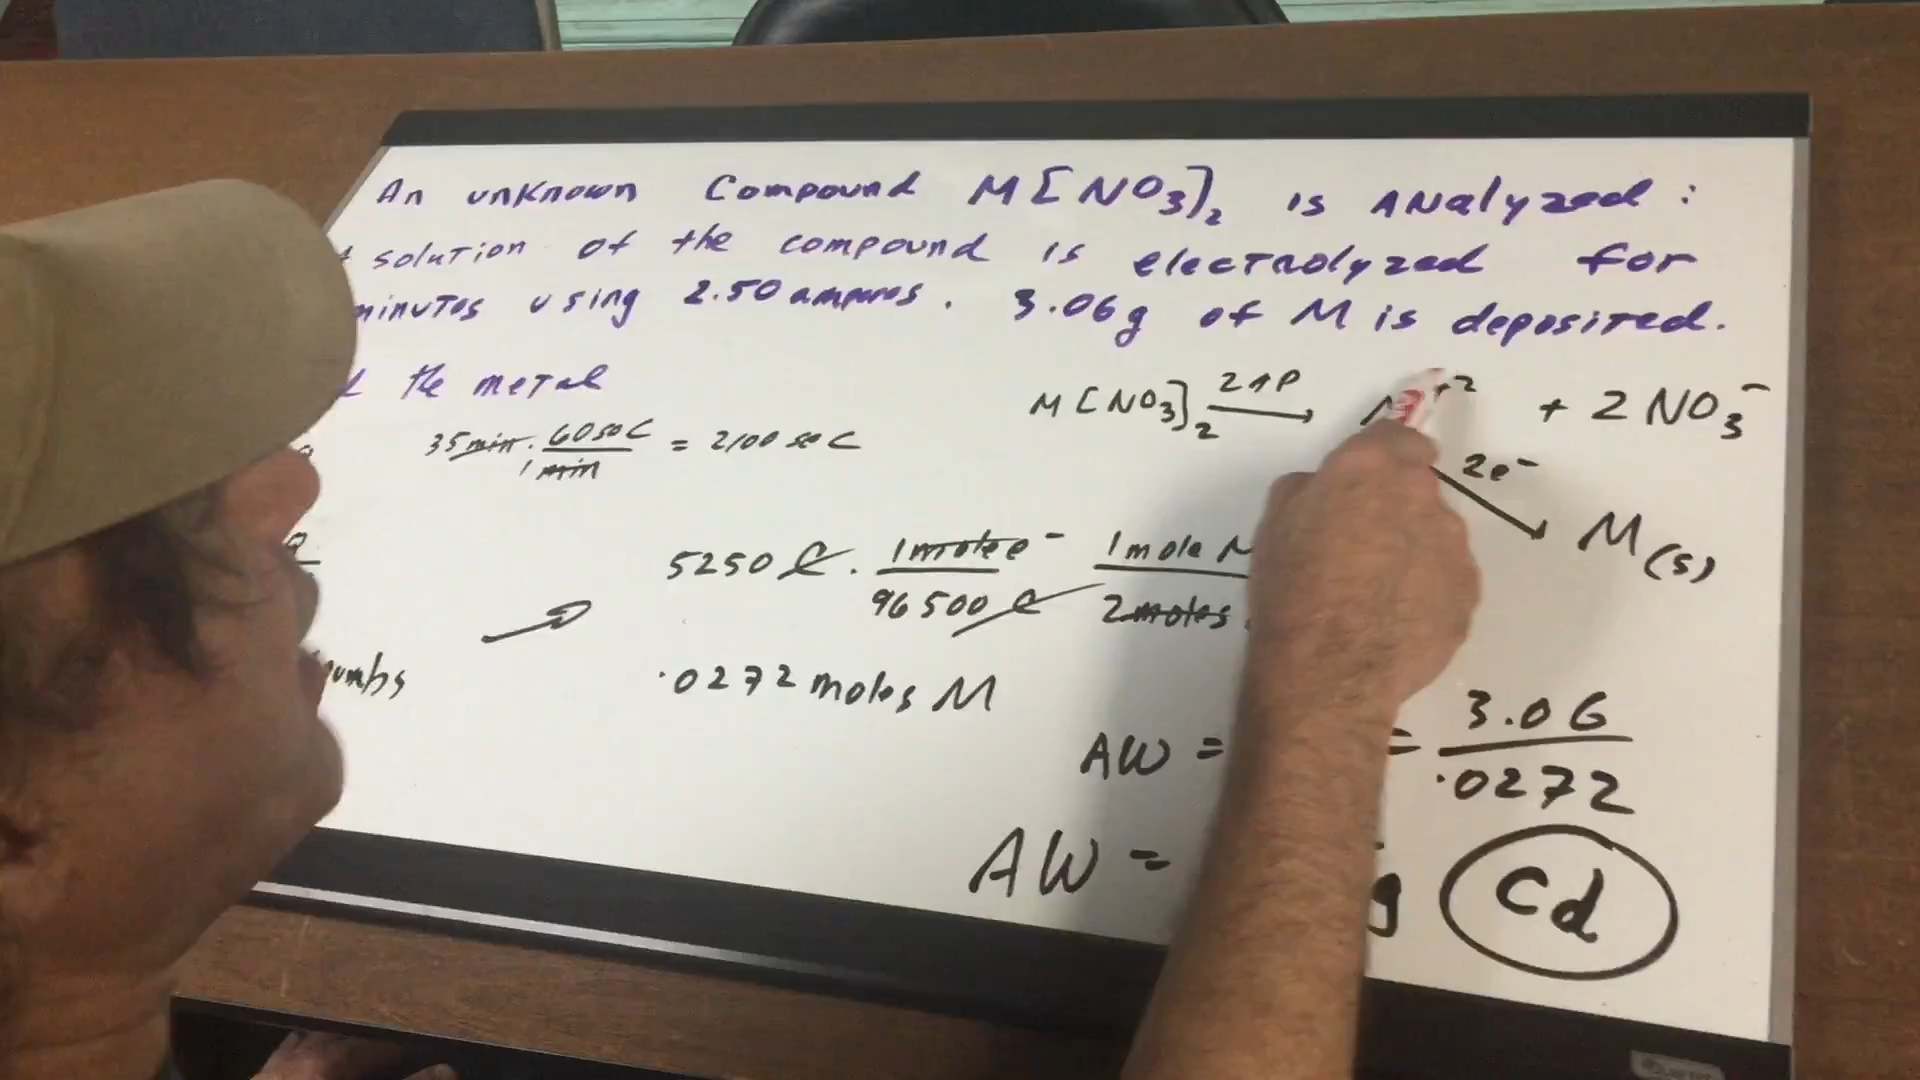 An unknown Compound M[NO3]2 is ANalyzed:
solution of the compound is electrolyzed for
minutes using 2.50 amperes. 3.06g of M is deposited.
the metal
M[NO3]2 → +2 + 2 NO3-
35 min . 60 sec / 1 min = 2100 sec
2e-
M(s)
5250 C . 1 mole e- / 96500 C 1 mole M / 2 moles
.0272 moles M
AW = = 3.06 / .0272
AW = g Cd